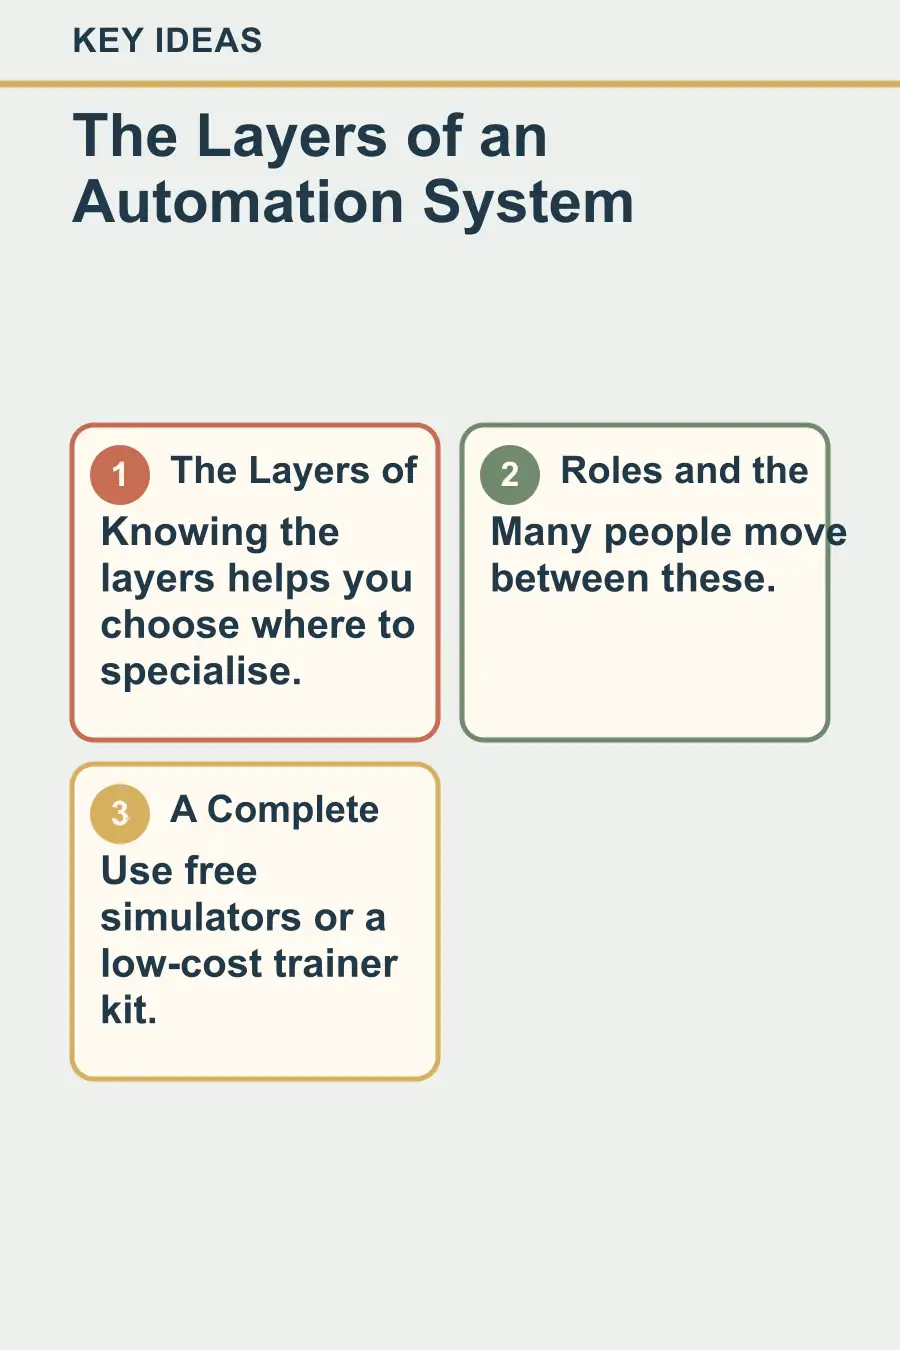 KEY IDEAS
The Layers of an
Automation System
1 The Layers of
Knowing the
layers helps you
choose where to
specialise.
2 Roles and the
Many people move
between these.
3 A Complete
Use free
simulators or a
low-cost trainer
kit.